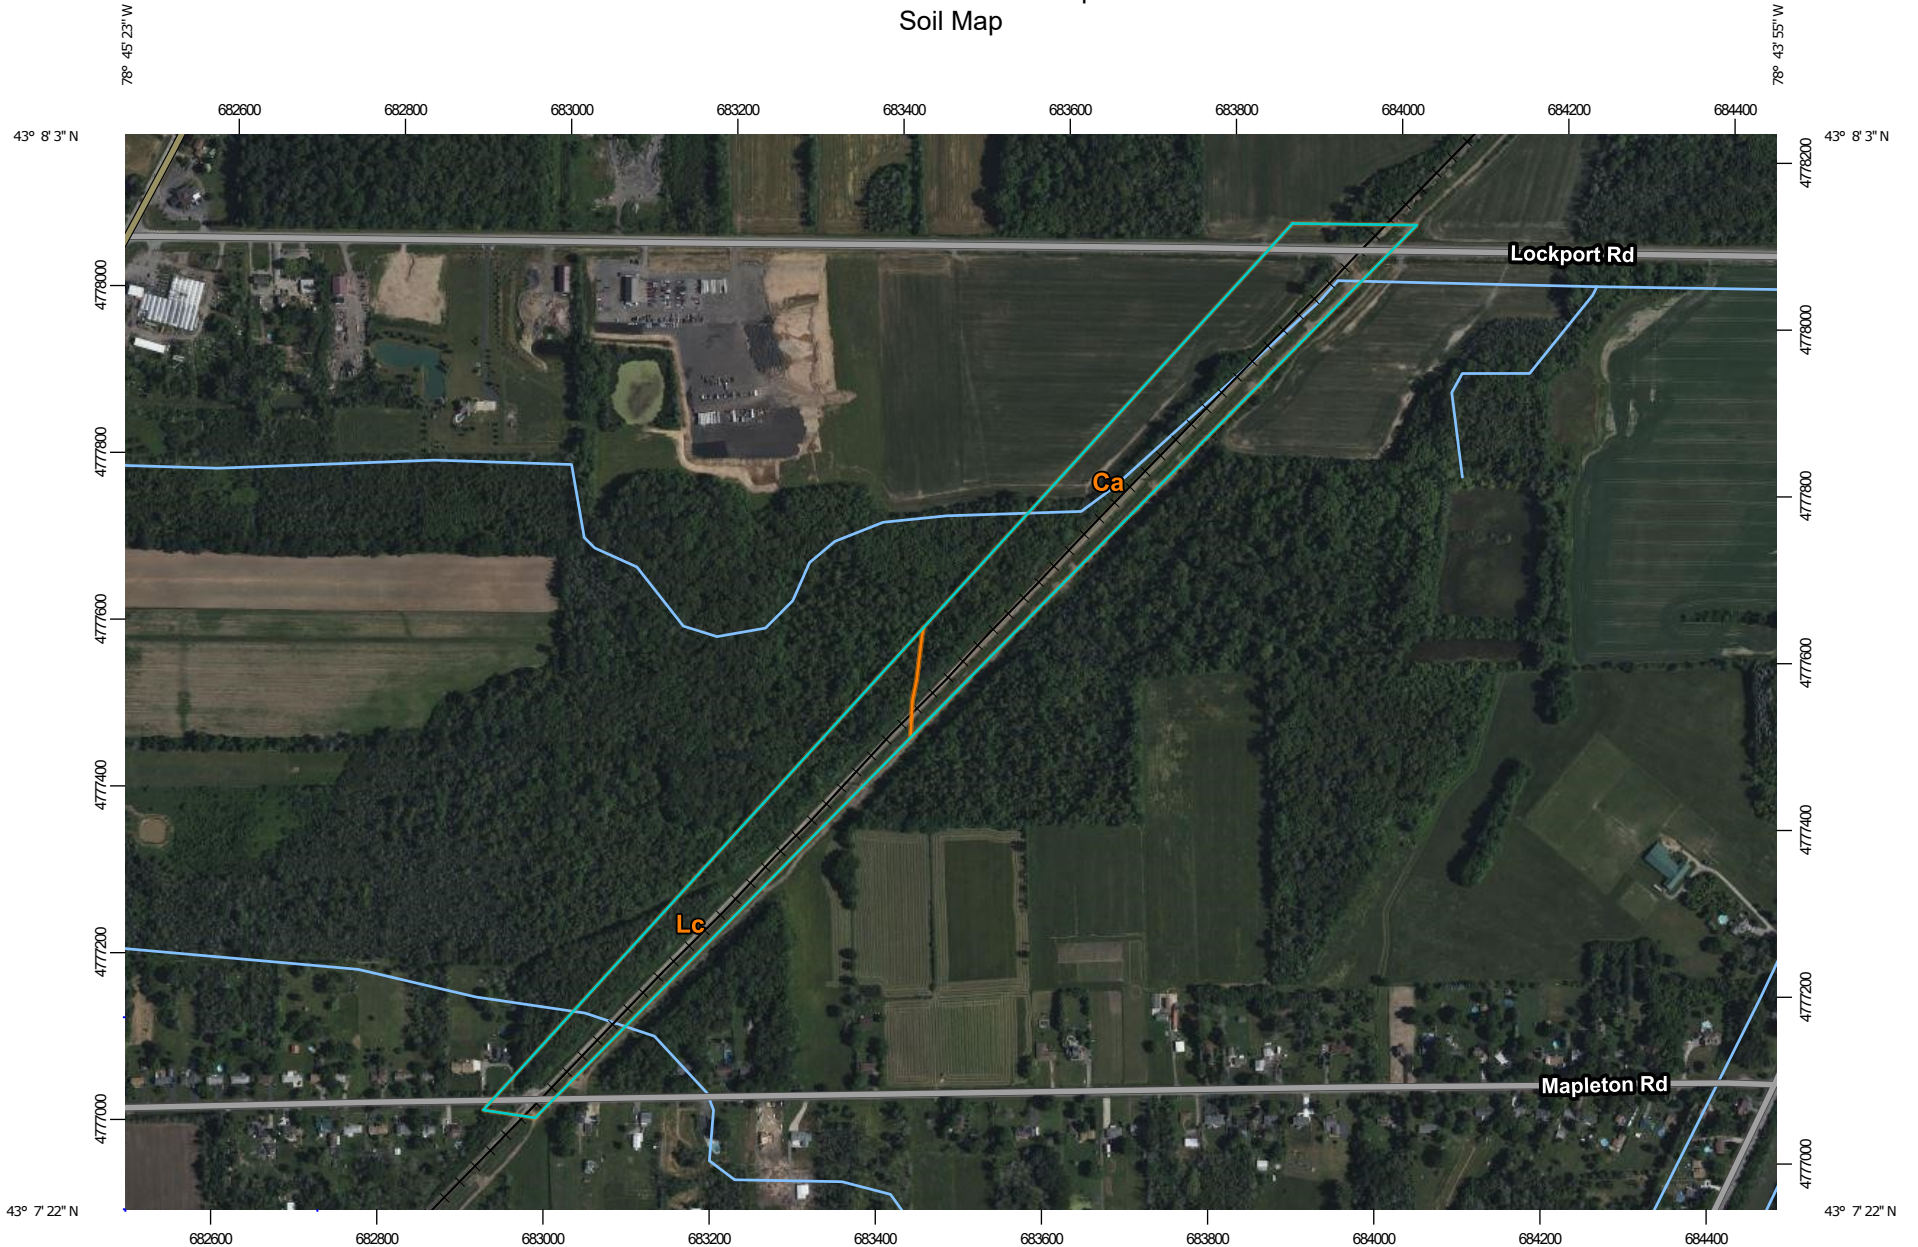 Soil Map
78° 45' 23'' W
78° 43' 55'' W
682600 682800 683000 683200 683400 683600 683800 684000 684200 684400
43° 8' 3'' N
43° 8' 3'' N
4778200
Lockport Rd
4778000
4778000
4777800
Ca
4777800
4777600
4777600
4777400
4777400
Lc
4777200
4777200
Mapleton Rd
4777000
4777000
43° 7' 22'' N
43° 7' 22'' N
682600 682800 683000 683200 683400 683600 683800 684000 684200 684400